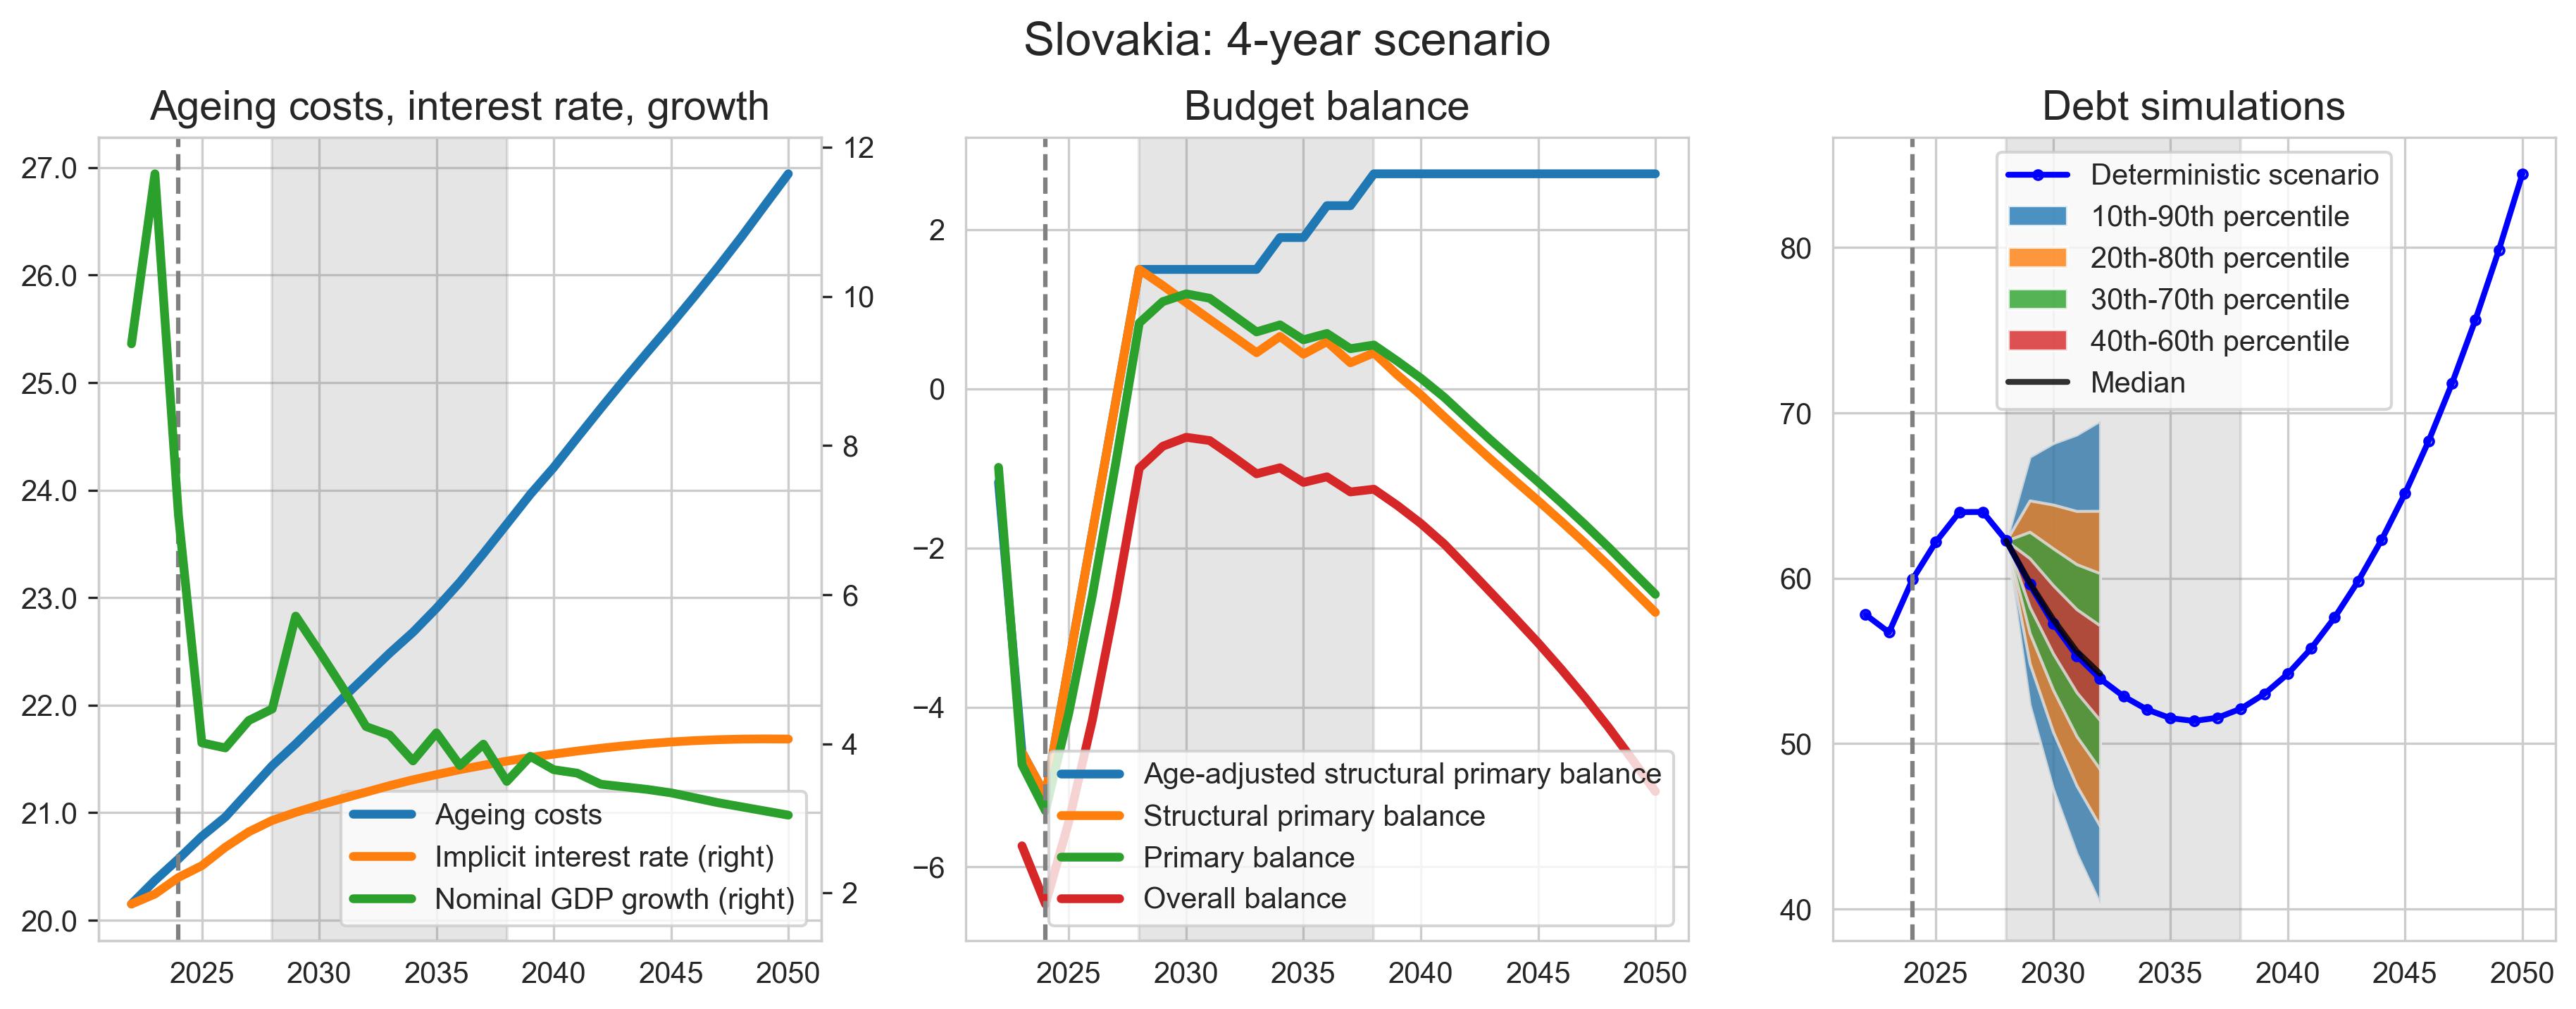 Slovakia: 4-year scenario
Ageing costs, interest rate, growth
27.0
26.0
25.0
24.0
23.0
22.0
21.0
20.0
12
10
8
6
4
2
Ageing costs
Implicit interest rate (right)
Nominal GDP growth (right)
2025 2030 2035 2040 2045 2050
Budget balance
2
0
−2
−4
−6
Age-adjusted structural primary balance
Structural primary balance
Primary balance
Overall balance
2025 2030 2035 2040 2045 2050
Debt simulations
80
70
60
50
40
Deterministic scenario
10th-90th percentile
20th-80th percentile
30th-70th percentile
40th-60th percentile
Median
2025 2030 2035 2040 2045 2050